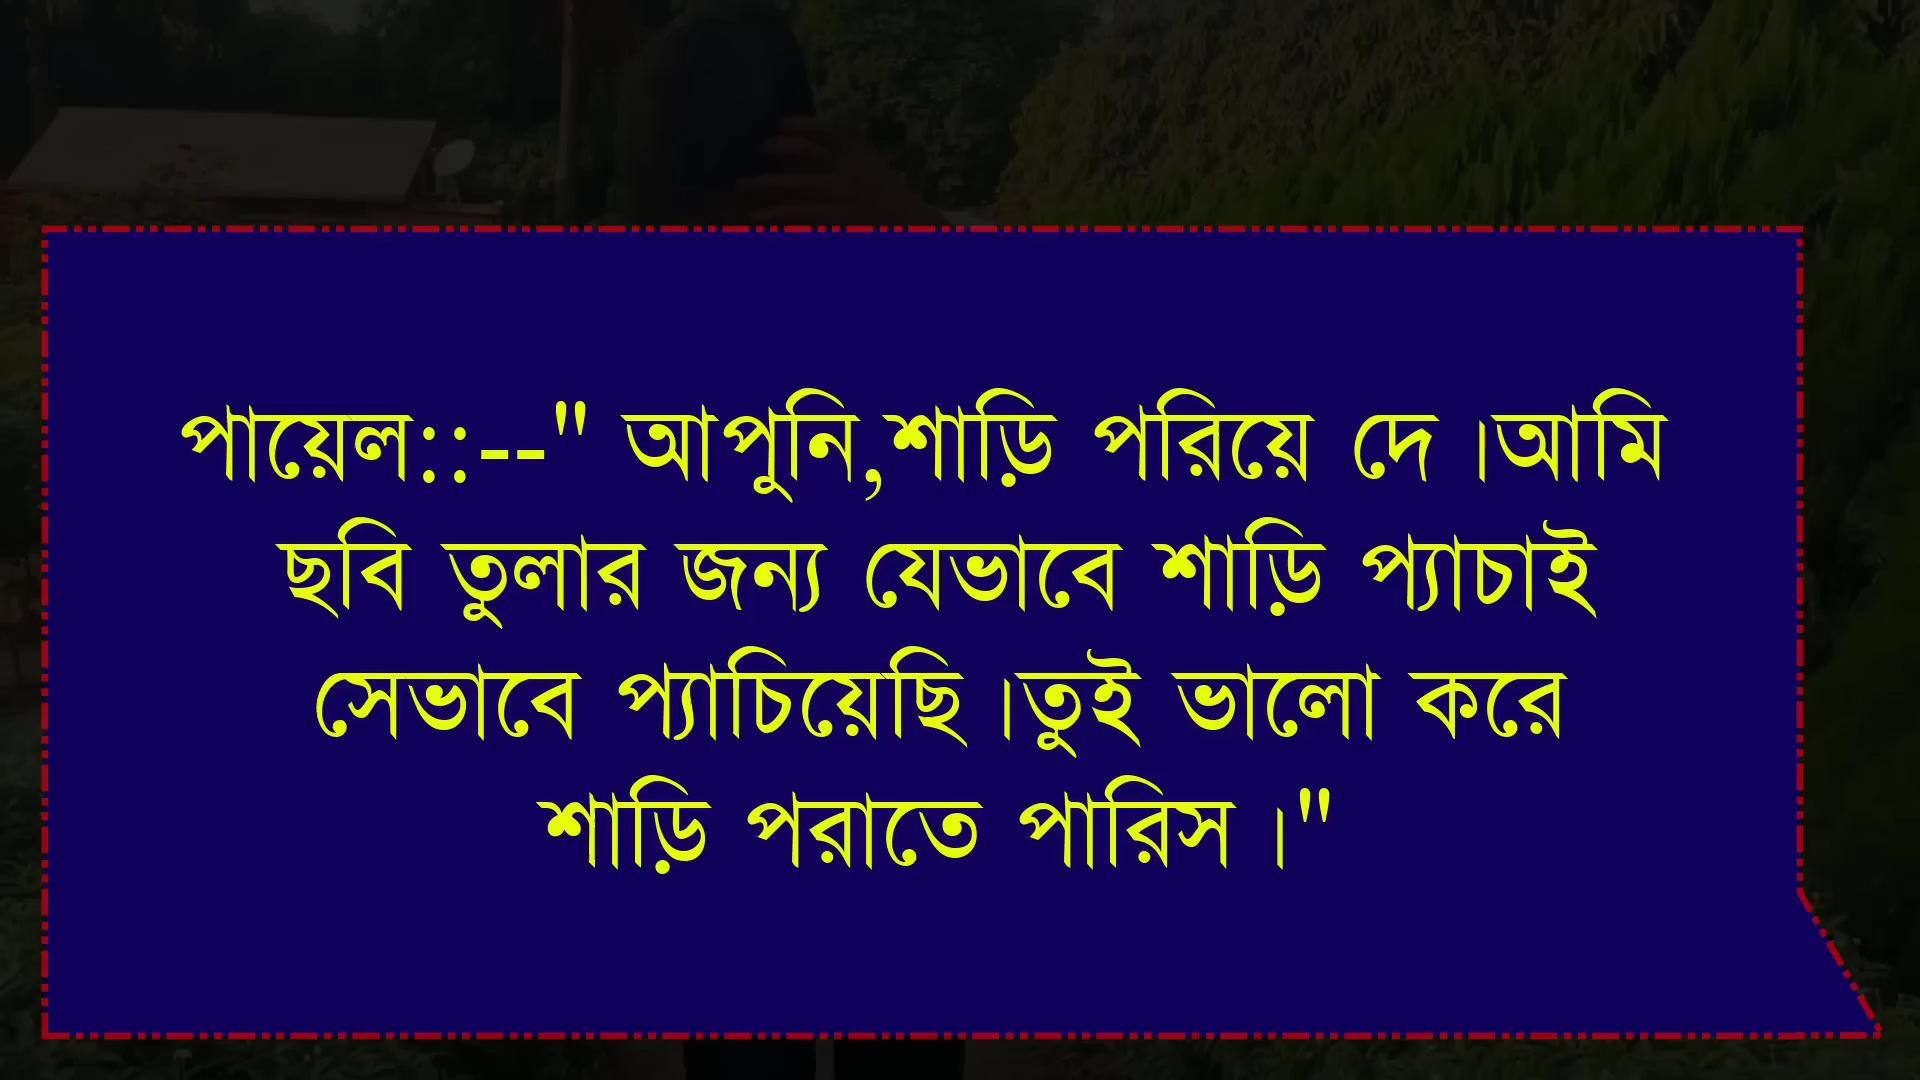 পায়েল::--" আপুনি,শাড়ি পরিয়ে দে।আমি
ছবি তুলার জন্য যেভাবে শাড়ি প্যাচাই
সেভাবে প্যাচিয়েছি।তুই ভালো করে
শাড়ি পরাতে পারিস।"